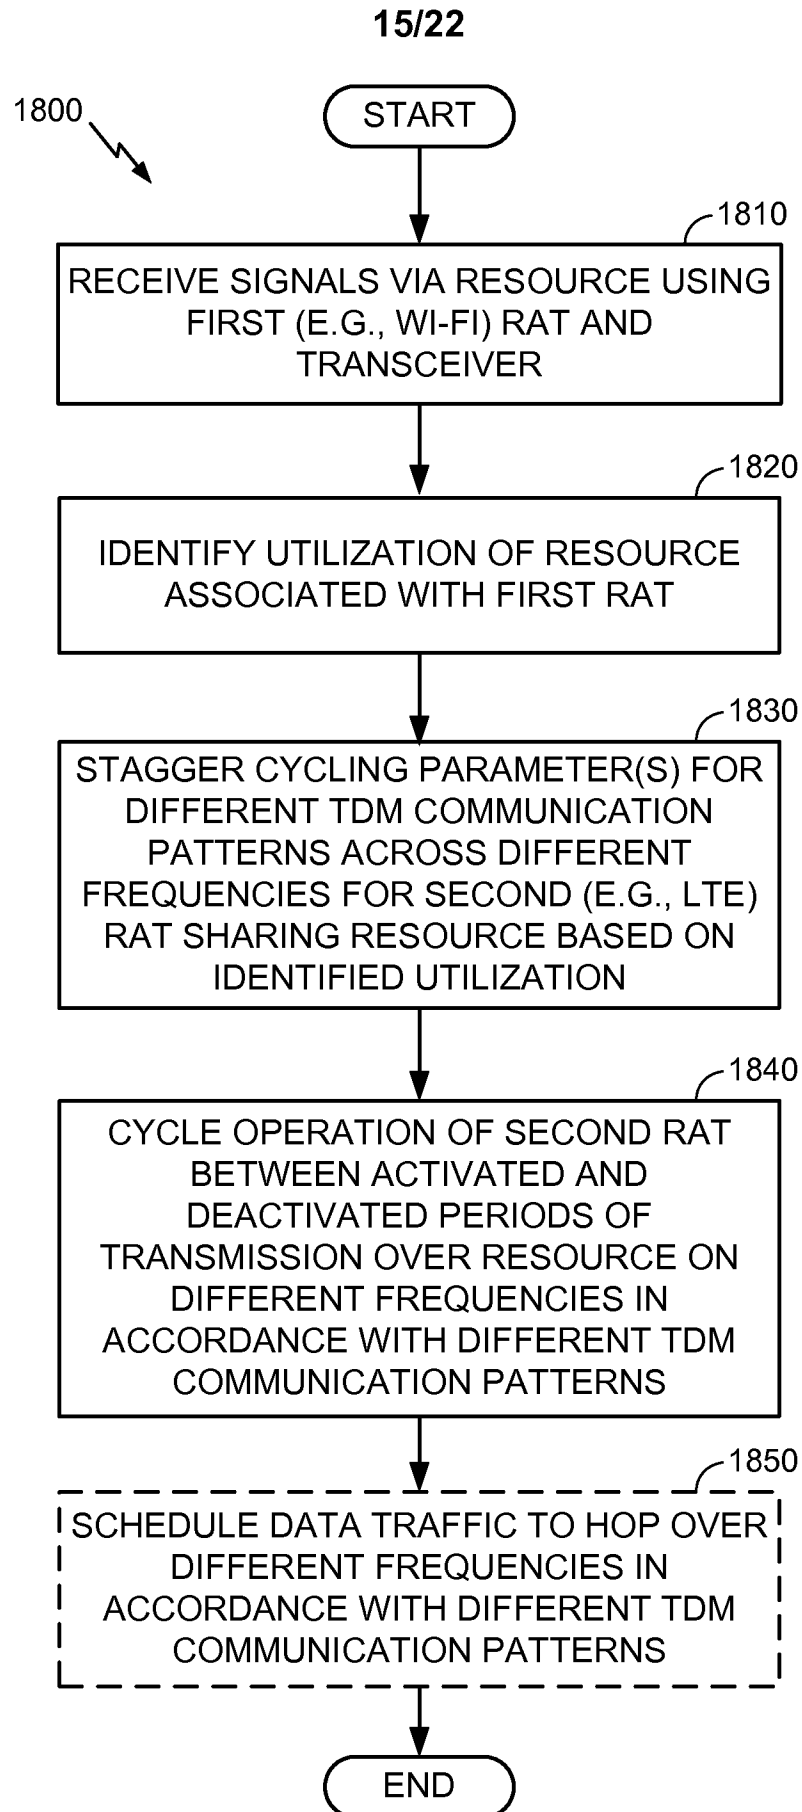 15/22
1800
START
1810
RECEIVE SIGNALS VIA RESOURCE USING
FIRST (E.G., WI-FI) RAT AND
TRANSCEIVER
1820
IDENTIFY UTILIZATION OF RESOURCE
ASSOCIATED WITH FIRST RAT
1830
STAGGER CYCLING PARAMETER(S) FOR
DIFFERENT TDM COMMUNICATION
PATTERNS ACROSS DIFFERENT
FREQUENCIES FOR SECOND (E.G., LTE)
RAT SHARING RESOURCE BASED ON
IDENTIFIED UTILIZATION
1840
CYCLE OPERATION OF SECOND RAT
BETWEEN ACTIVATED AND
DEACTIVATED PERIODS OF
TRANSMISSION OVER RESOURCE ON
DIFFERENT FREQUENCIES IN
ACCORDANCE WITH DIFFERENT TDM
COMMUNICATION PATTERNS
1850
SCHEDULE DATA TRAFFIC TO HOP OVER
DIFFERENT FREQUENCIES IN
ACCORDANCE WITH DIFFERENT TDM
COMMUNICATION PATTERNS
END